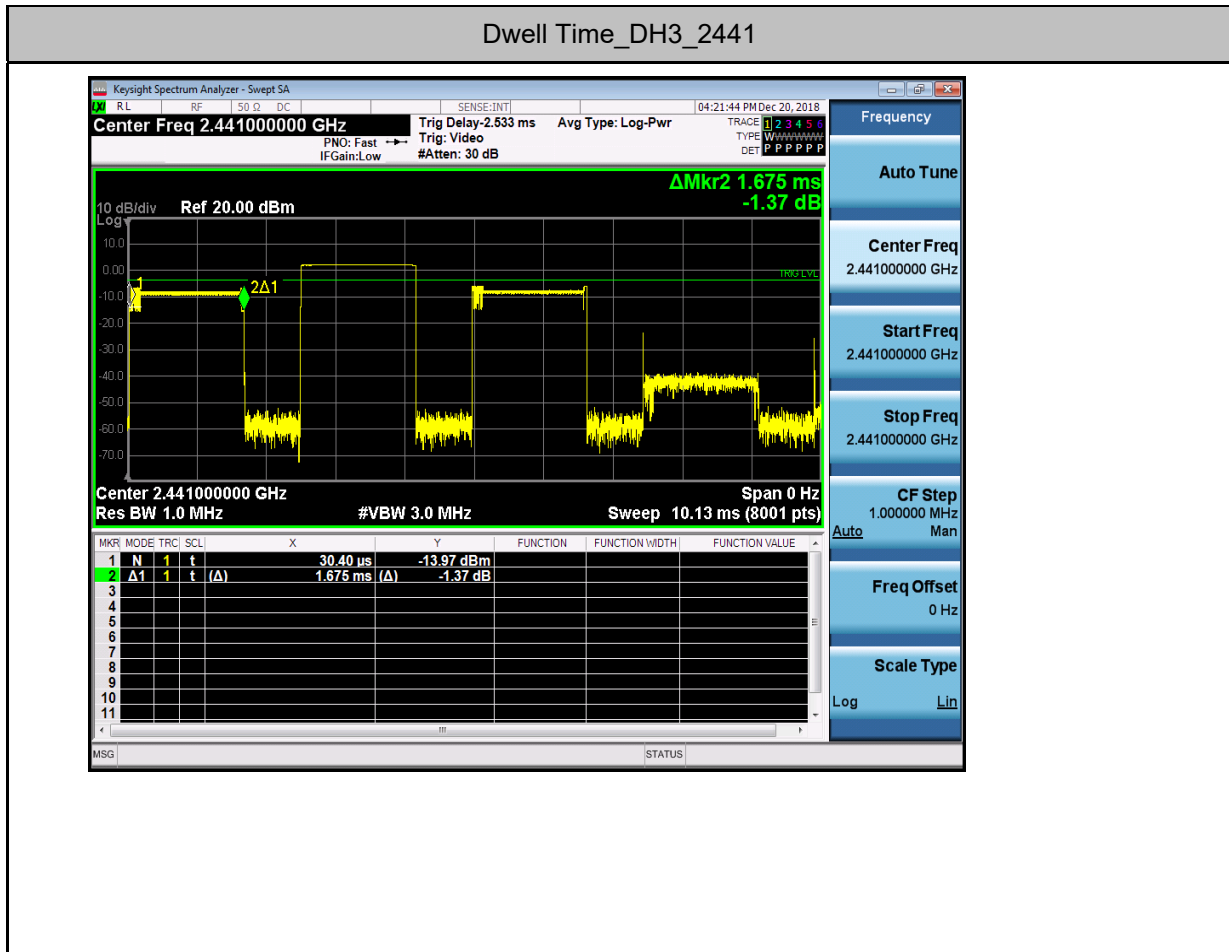 Dwell Time_DH3_2441
Keysight Spectrum Analyzer - Swept SA
LXI RL RF 50 Ω DC SENSE:INT 04:21:44 PM Dec 20, 2018
Center Freq 2.441000000 GHz
PNO: Fast
IFGain:Low
Trig Delay-2.533 ms
Trig: Video
#Atten: 30 dB
Avg Type: Log-Pwr
TRACE 1 2 3 4 5 6
TYPE WWWWWW
DET P P P P P P
ΔMkr2 1.675 ms
-1.37 dB
10 dB/div Ref 20.00 dBm
Log
10.0
0.00
-10.0
-20.0
-30.0
-40.0
-50.0
-60.0
-70.0
1
2Δ1
TRIG LVL
Center 2.441000000 GHz Span 0 Hz
Res BW 1.0 MHz #VBW 3.0 MHz Sweep 10.13 ms (8001 pts)
MKR MODE TRC SCL X Y FUNCTION FUNCTION WIDTH FUNCTION VALUE
1 N 1 t 30.40 µs -13.97 dBm
2 Δ1 1 t (Δ) 1.675 ms (Δ) -1.37 dB
3
4
5
6
7
8
9
10
11
MSG STATUS
Frequency
Auto Tune
Center Freq
2.441000000 GHz
Start Freq
2.441000000 GHz
Stop Freq
2.441000000 GHz
CF Step
1.000000 MHz
Auto Man
Freq Offset
0 Hz
Scale Type
Log Lin